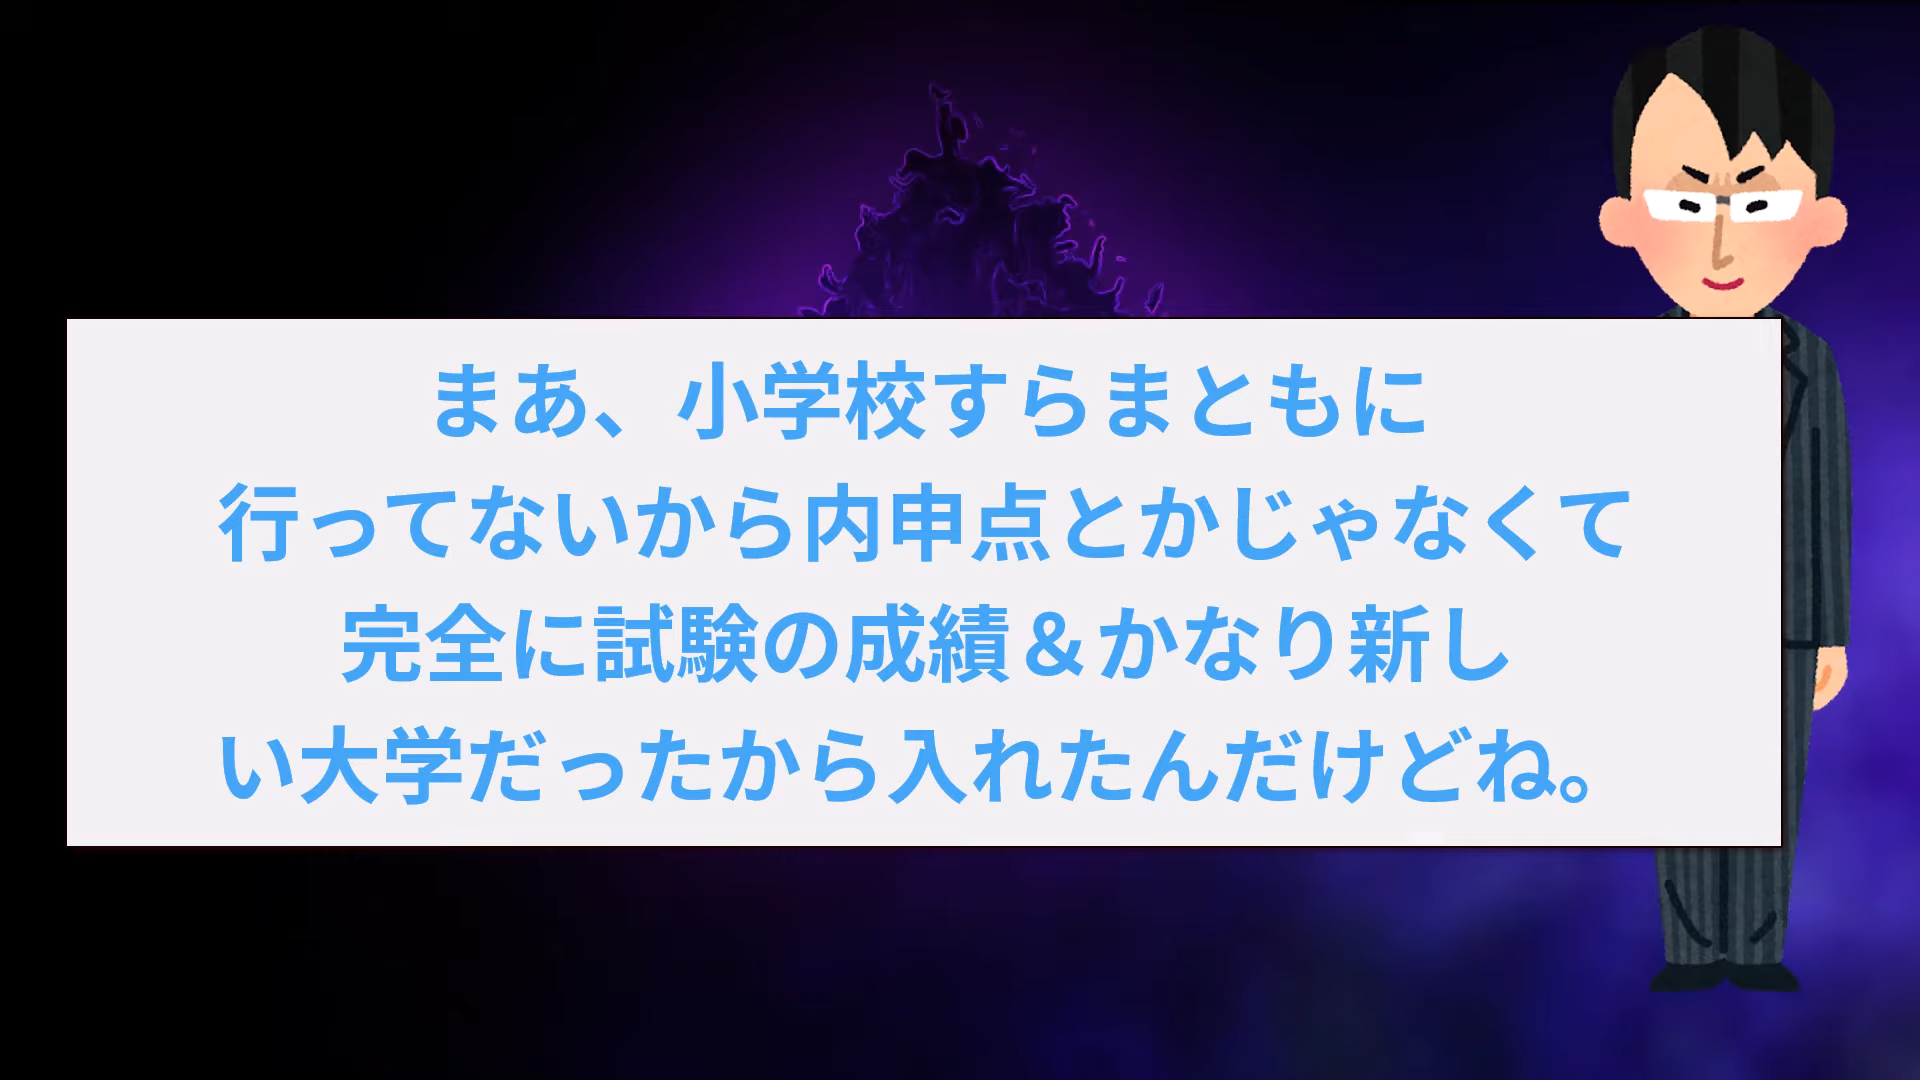 まあ、小学校すらまともに
行ってないから内申点とかじゃなくて
完全に試験の成績＆かなり新し
い大学だったから入れたんだけどね。